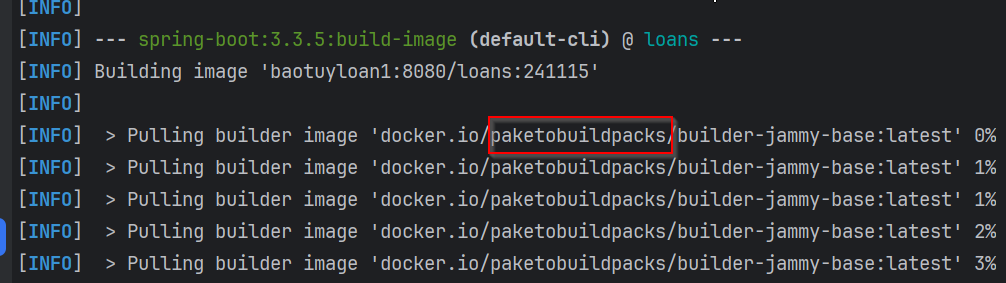 [INFO]
[INFO] --- spring-boot:3.3.5:build-image (default-cli) @ loans ---
[INFO] Building image 'baotuyloan1:8080/loans:241115'
[INFO]
[INFO]  > Pulling builder image 'docker.io/paketobuildpacks/builder-jammy-base:latest' 0%
[INFO]  > Pulling builder image 'docker.io/paketobuildpacks/builder-jammy-base:latest' 1%
[INFO]  > Pulling builder image 'docker.io/paketobuildpacks/builder-jammy-base:latest' 1%
[INFO]  > Pulling builder image 'docker.io/paketobuildpacks/builder-jammy-base:latest' 2%
[INFO]  > Pulling builder image 'docker.io/paketobuildpacks/builder-jammy-base:latest' 3%